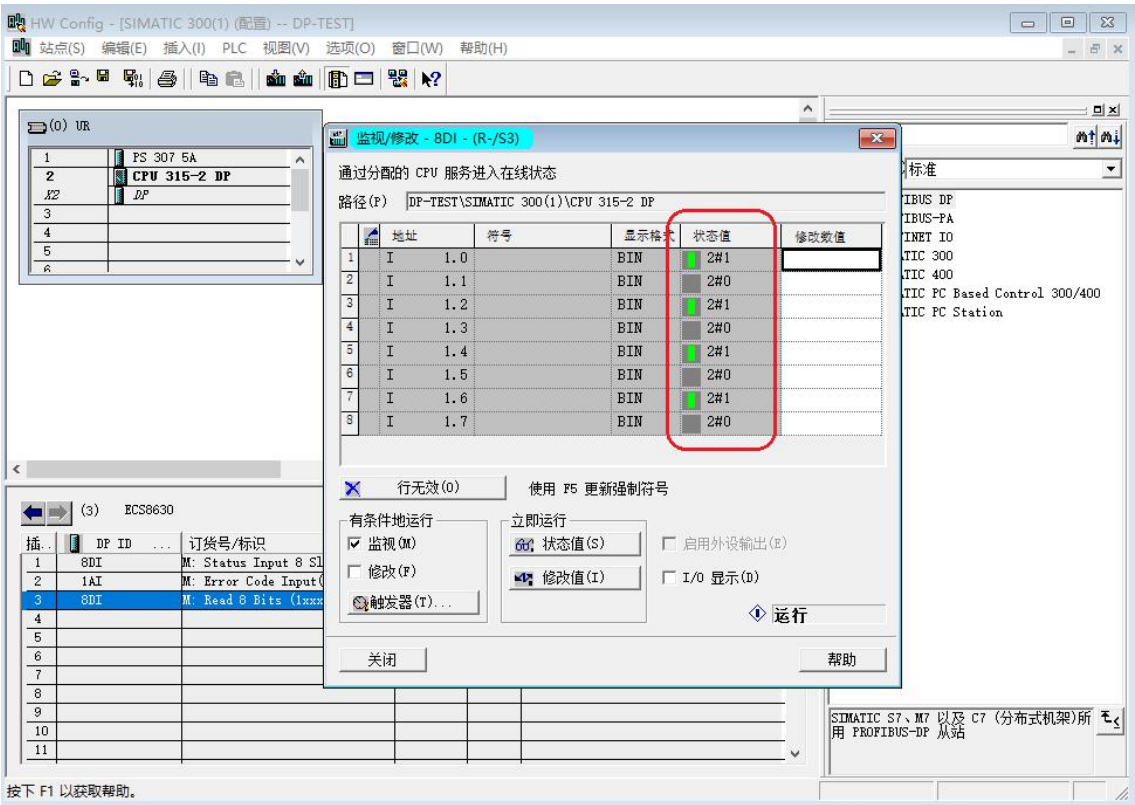 HW Config - [SIMATIC 300(1) (配置) -- DP-TEST]
站点(S) 编辑(E) 插入(I) PLC 视图(V) 选项(O) 窗口(W) 帮助(H)
(0) UR
1 PS 307 5A
2 CPU 315-2 DP
X2 DP
3
4
5
6
监视/修改 - 8DI - (R-/S3)
通过分配的 CPU 服务进入在线状态
路径(P) DP-TEST\SIMATIC 300(1)\CPU 315-2 DP
地址 符号 显示格式 状态值 修改数值
1 I 1.0 BIN 2#1
2 I 1.1 BIN 2#0
3 I 1.2 BIN 2#1
4 I 1.3 BIN 2#0
5 I 1.4 BIN 2#1
6 I 1.5 BIN 2#0
7 I 1.6 BIN 2#1
8 I 1.7 BIN 2#0
行无效(O) 使用 F5 更新强制符号
有条件地运行
监视(M)
修改(F)
触发器(T)...
立即运行
状态值(S)
修改值(I)
启用外设输出(E)
I/O 显示(D)
运行
关闭 帮助
标准
IBUS DP
IBUS-PA
INET IO
TIC 300
TIC 400
TIC PC Based Control 300/400
TIC PC Station
(3) ECS8630
插.. DP ID ... 订货号/标识
1 8DI M: Status Input 8 Sl
2 1AI M: Error Code Input(
3 8DI M: Read 8 Bits (1xxx
4
5
6
7
8
9
10
11
SIMATIC S7、M7 以及 C7 (分布式机架)所
用 PROFIBUS-DP 从站
按下 F1 以获取帮助。